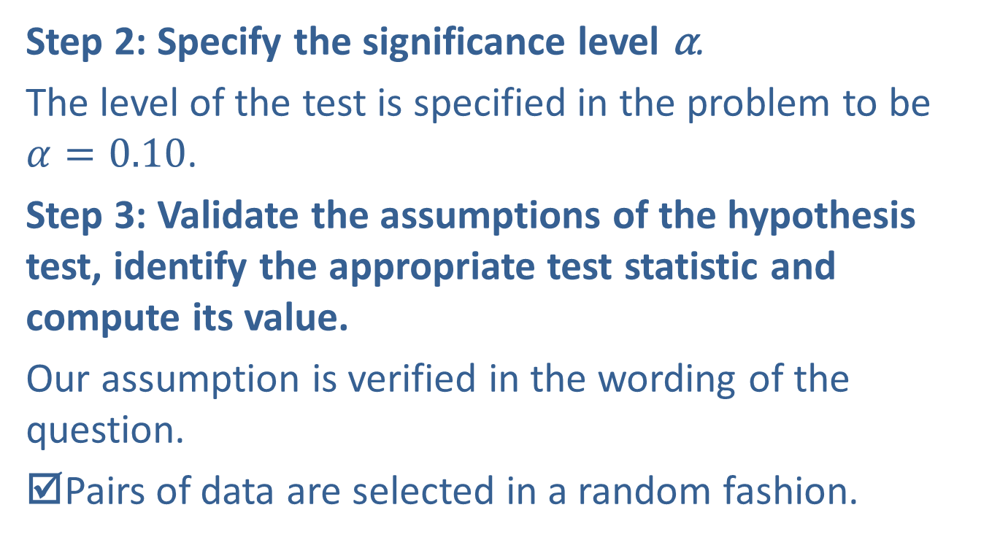 Step 2: Specify the significance level α.
The level of the test is specified in the problem to be
α = 0.10.
Step 3: Validate the assumptions of the hypothesis
test, identify the appropriate test statistic and
compute its value.
Our assumption is verified in the wording of the
question.
☑Pairs of data are selected in a random fashion.